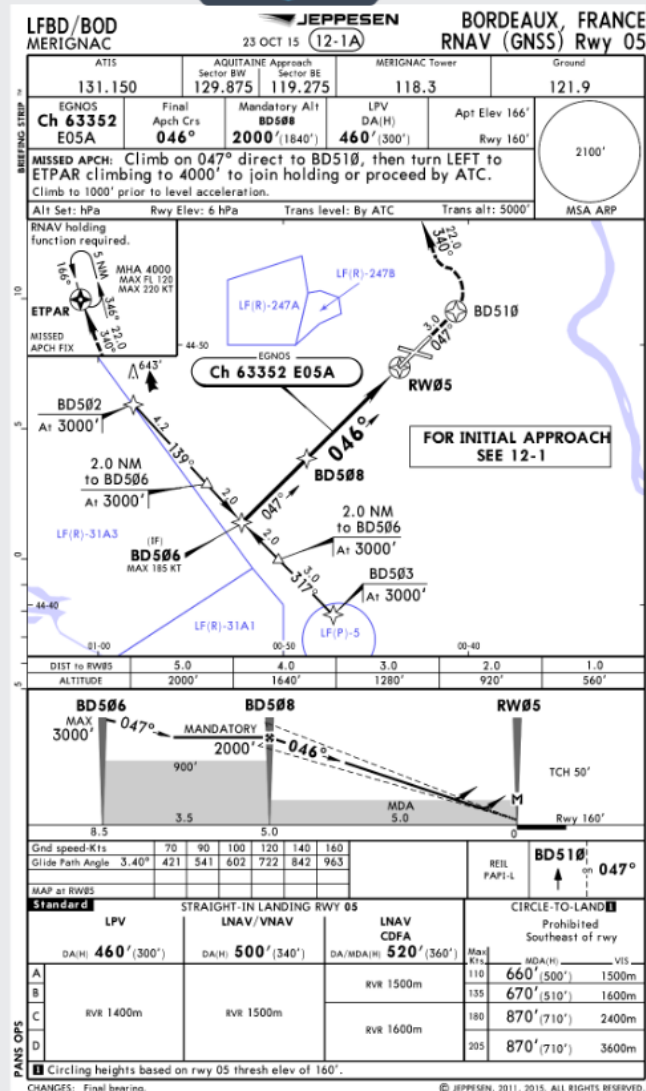 LFBD/BOD
MERIGNAC
JEPPESEN
23 OCT 15 12-1A
BORDEAUX, FRANCE
RNAV (GNSS) Rwy 05
BRIEFING STRIP TM
ATIS
131.150
AQUITAINE Approach
Sector BW Sector BE
129.875 119.275
MERIGNAC Tower
118.3
Ground
121.9
EGNOS
Ch 63352
E05A
Final
Apch Crs
046°
Mandatory Alt
BD508
2000'(1840')
LPV
DA(H)
460'(300')
Apt Elev 166'
Rwy 160'
MISSED APCH: Climb on 047° direct to BD510, then turn LEFT to
ETPAR climbing to 4000' to join holding or proceed by ATC.
Climb to 1000' prior to level acceleration.
Alt Set: hPa Rwy Elev: 6 hPa Trans level: By ATC Trans alt: 5000'
2100'
MSA ARP
RNAV holding
function required.
5 NM
166°
346°
MHA 4000
MAX FL 120
MAX 220 KT
ETPAR
22.0
340°
MISSED
APCH FIX
LF(R)-247B
LF(R)-247A
22.0
340°
BD510
3.0
047°
44-50
EGNOS
Ch 63352 E05A
RW05
643'
BD502
At 3000'
4.2
139°
046°
FOR INITIAL APPROACH
SEE 12-1
BD508
2.0 NM
to BD506
At 3000'
2.0
047°
2.0 NM
to BD506
At 3000'
LF(R)-31A3
(IF)
BD506
MAX 185 KT
2.0
3.0
317°
BD503
At 3000'
44-40
LF(R)-31A1
LF(P)-5
01-00 00-50 00-40
10
5
0
5
DIST to RW05 5.0 4.0 3.0 2.0 1.0
ALTITUDE 2000' 1640' 1280' 920' 560'
BD506 BD508 RW05
MAX
3000'
047°
MANDATORY
2000'
046°
900'
TCH 50'
MDA
M
3.5 5.0
Rwy 160'
8.5 5.0 0
Gnd speed-Kts 70 90 100 120 140 160
Glide Path Angle 3.40° 421 541 602 722 842 963
MAP at RW05
REIL
PAPI-L
BD510
on 047°
Standard STRAIGHT-IN LANDING RWY 05 CIRCLE-TO-LAND 1
LPV LNAV/VNAV LNAV
CDFA
DA(H) 460'(300') DA(H) 500'(340') DA/MDA(H) 520'(360')
Prohibited
Southeast of rwy
Max
Kts MDA(H) VIS
A 110 660'(500') 1500m
B 135 670'(510') 1600m
C 180 870'(710') 2400m
D 205 870'(710') 3600m
RVR 1400m RVR 1500m
RVR 1500m
RVR 1600m
PANS OPS
1 Circling heights based on rwy 05 thresh elev of 160'.
CHANGES: Final bearing.
© JEPPESEN, 2011, 2015. ALL RIGHTS RESERVED.